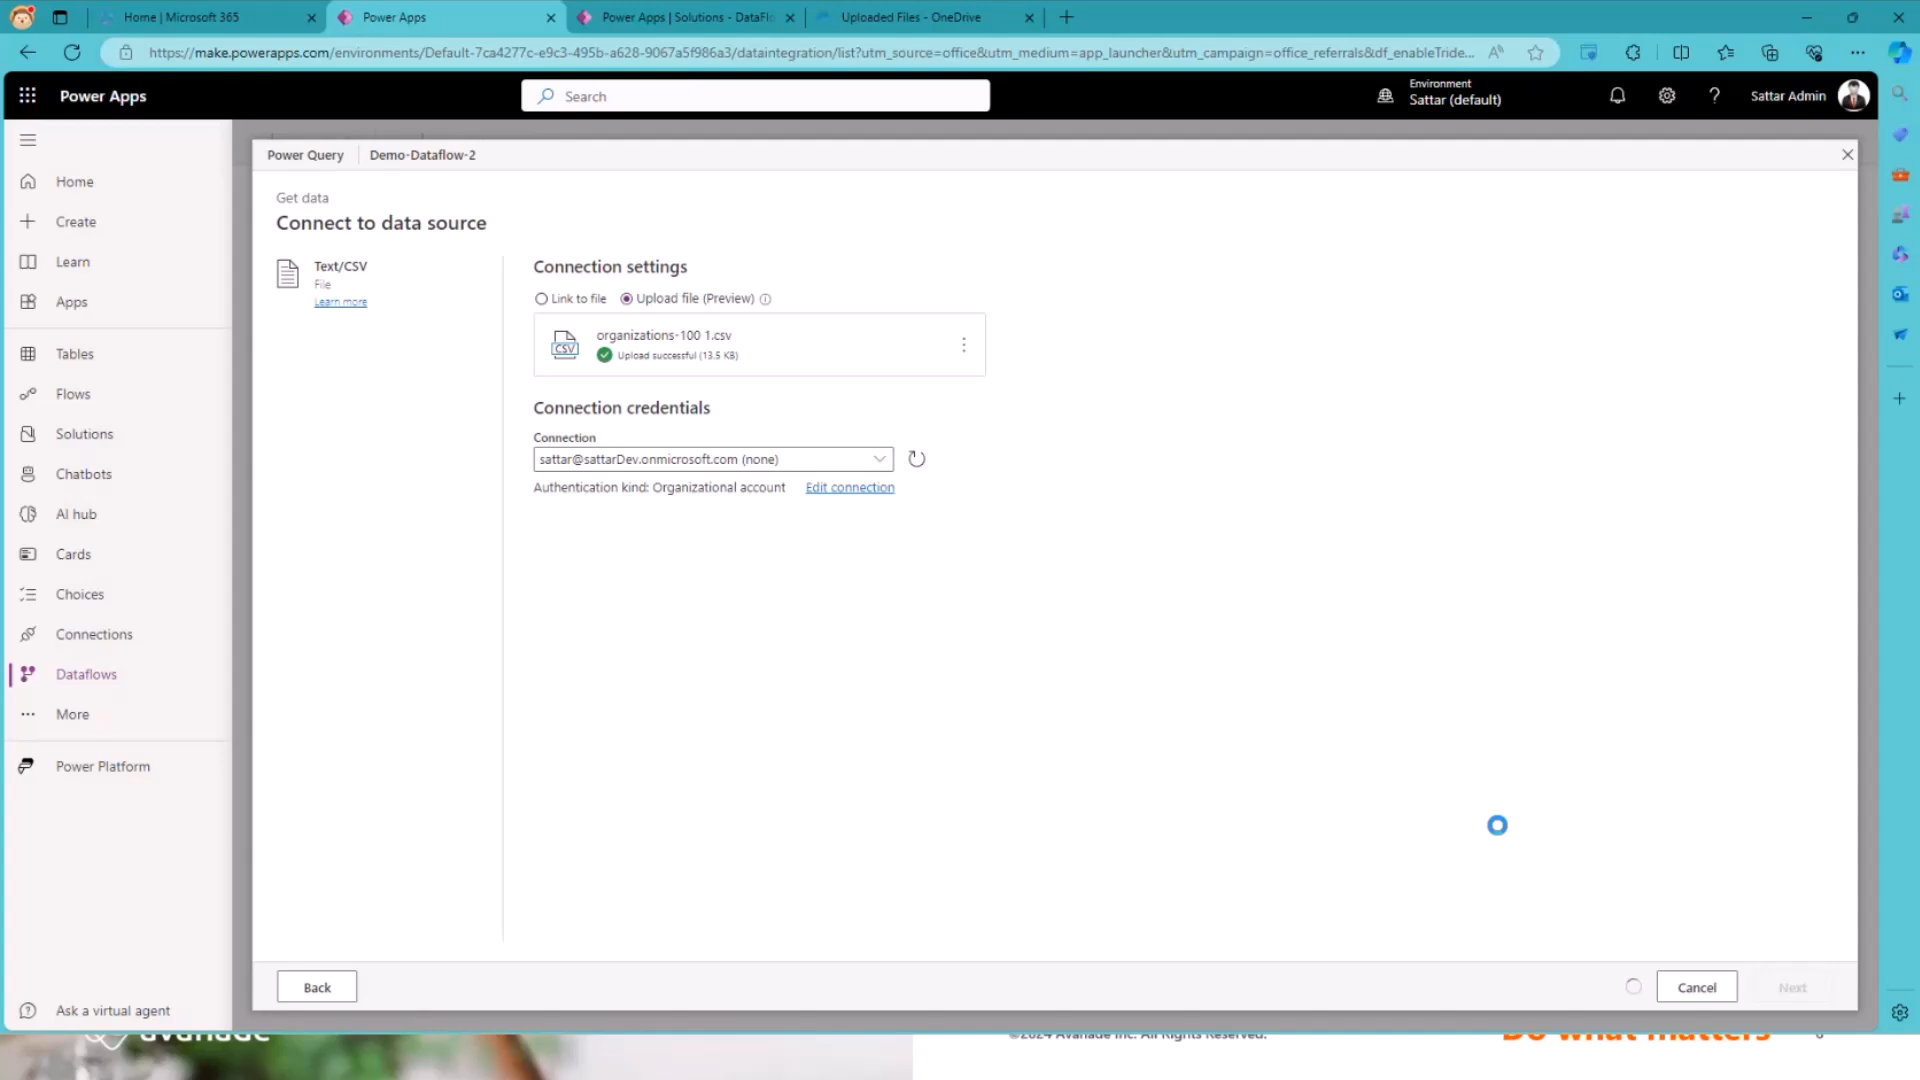 Home | Microsoft 365
Power Apps
Power Apps | Solutions - DataFl
Uploaded Files - OneDrive
https://make.powerapps.com/environments/Default-7ca4277c-e9c3-495b-a628-9067a5f986a3/dataintegration/list?utm_source=office&utm_medium=app_launcher&utm_campaign=office_referrals&df_enableTride...
Power Apps
Search
Environment
Sattar (default)
Sattar Admin
Home
Create
Learn
Apps
Tables
Flows
Solutions
Chatbots
AI hub
Cards
Choices
Connections
Dataflows
More
Power Platform
Ask a virtual agent
Power Query
Demo-Dataflow-2
Get data
Connect to data source
Text/CSV
File
Learn more
Connection settings
Link to file
Upload file (Preview)
CSV
organizations-100 1.csv
Upload successful (13.5 KB)
Connection credentials
Connection
sattar@sattarDev.onmicrosoft.com (none)
Authentication kind: Organizational account
Edit connection
Back
Cancel
Next
avanade
©2024 Avanade Inc. All Rights Reserved.
Do what matters